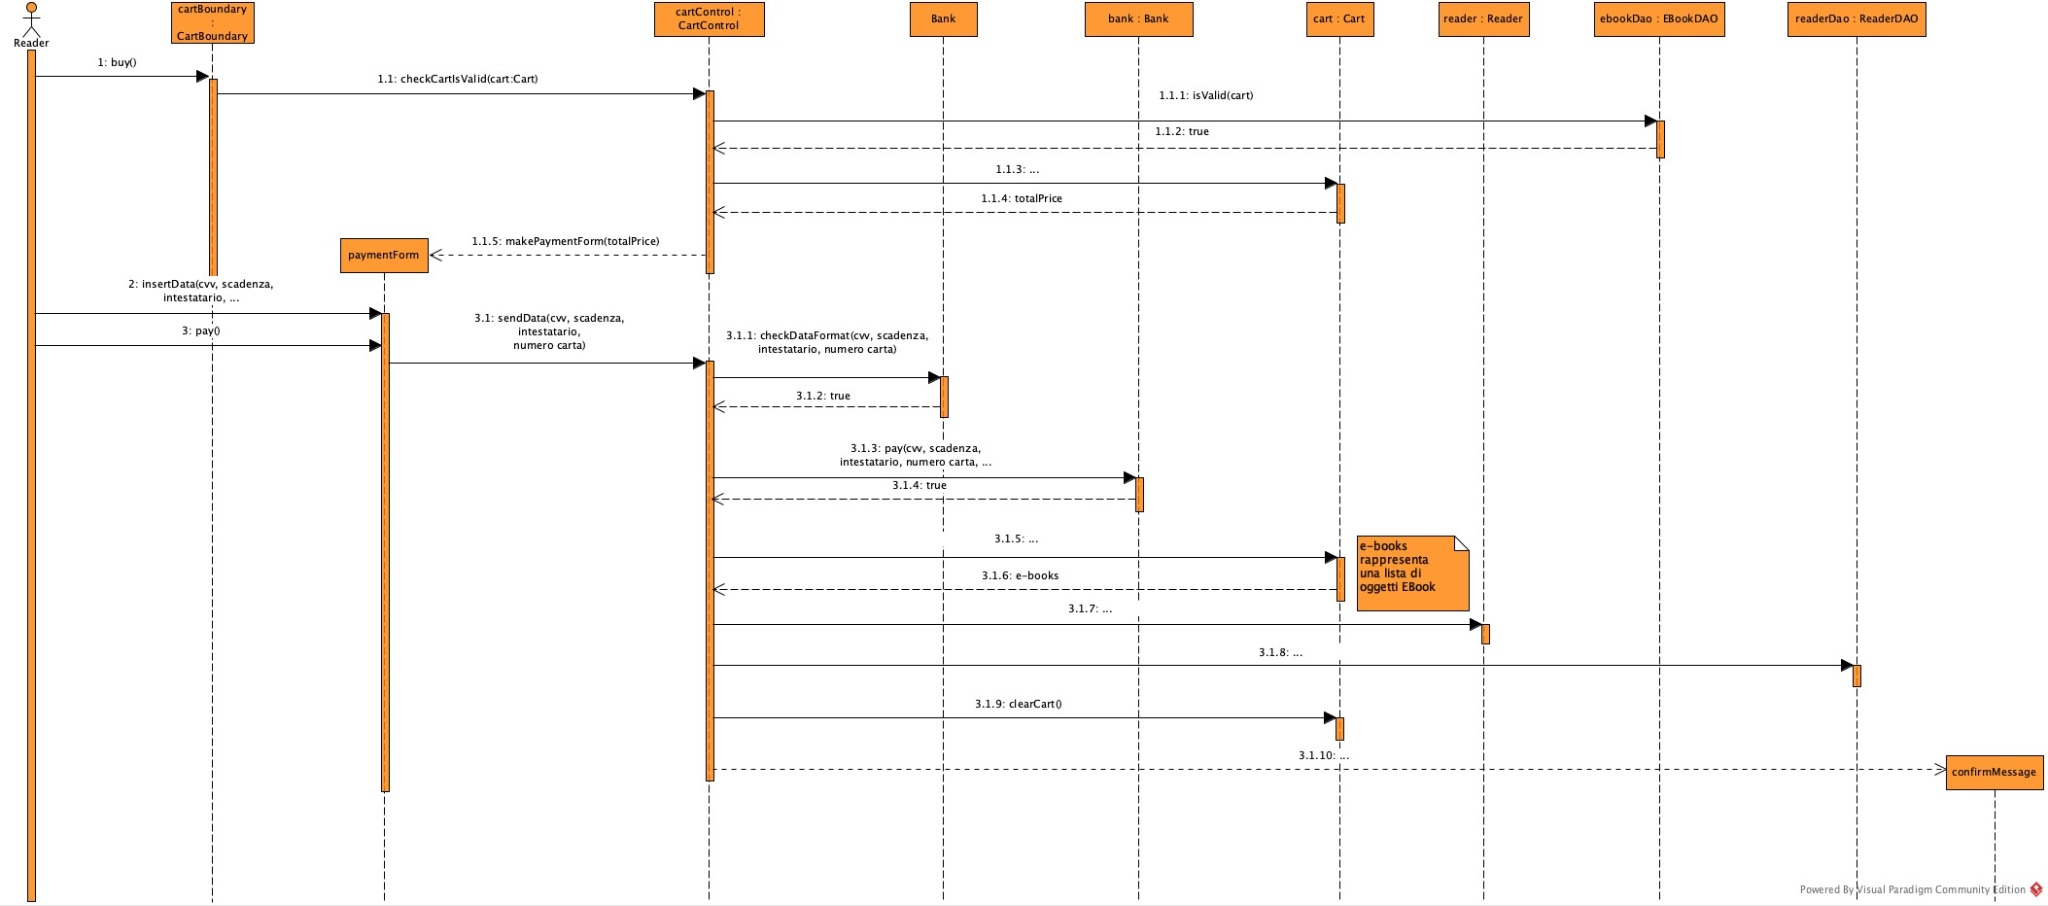 Reader
cartBoundary
:
CartBoundary
cartControl :
CartControl
Bank
bank : Bank
cart : Cart
reader : Reader
ebookDao : EBookDAO
readerDao : ReaderDAO
1: buy()
1.1: checkCartIsValid(cart:Cart)
1.1.1: isValid(cart)
1.1.2: true
1.1.3: ...
1.1.4: totalPrice
1.1.5: makePaymentForm(totalPrice)
paymentForm
2: insertData(cvv, scadenza,
intestatario, ...
3: pay()
3.1: sendData(cvv, scadenza,
intestatario,
numero carta)
3.1.1: checkDataFormat(cvv, scadenza,
intestatario, numero carta)
3.1.2: true
3.1.3: pay(cvv, scadenza,
intestatario, numero carta, ...
3.1.4: true
3.1.5: ...
e-books
rappresenta
una lista di
oggetti EBook
3.1.6: e-books
3.1.7: ...
3.1.8: ...
3.1.9: clearCart()
3.1.10: ...
confirmMessage
Powered By Visual Paradigm Community Edition